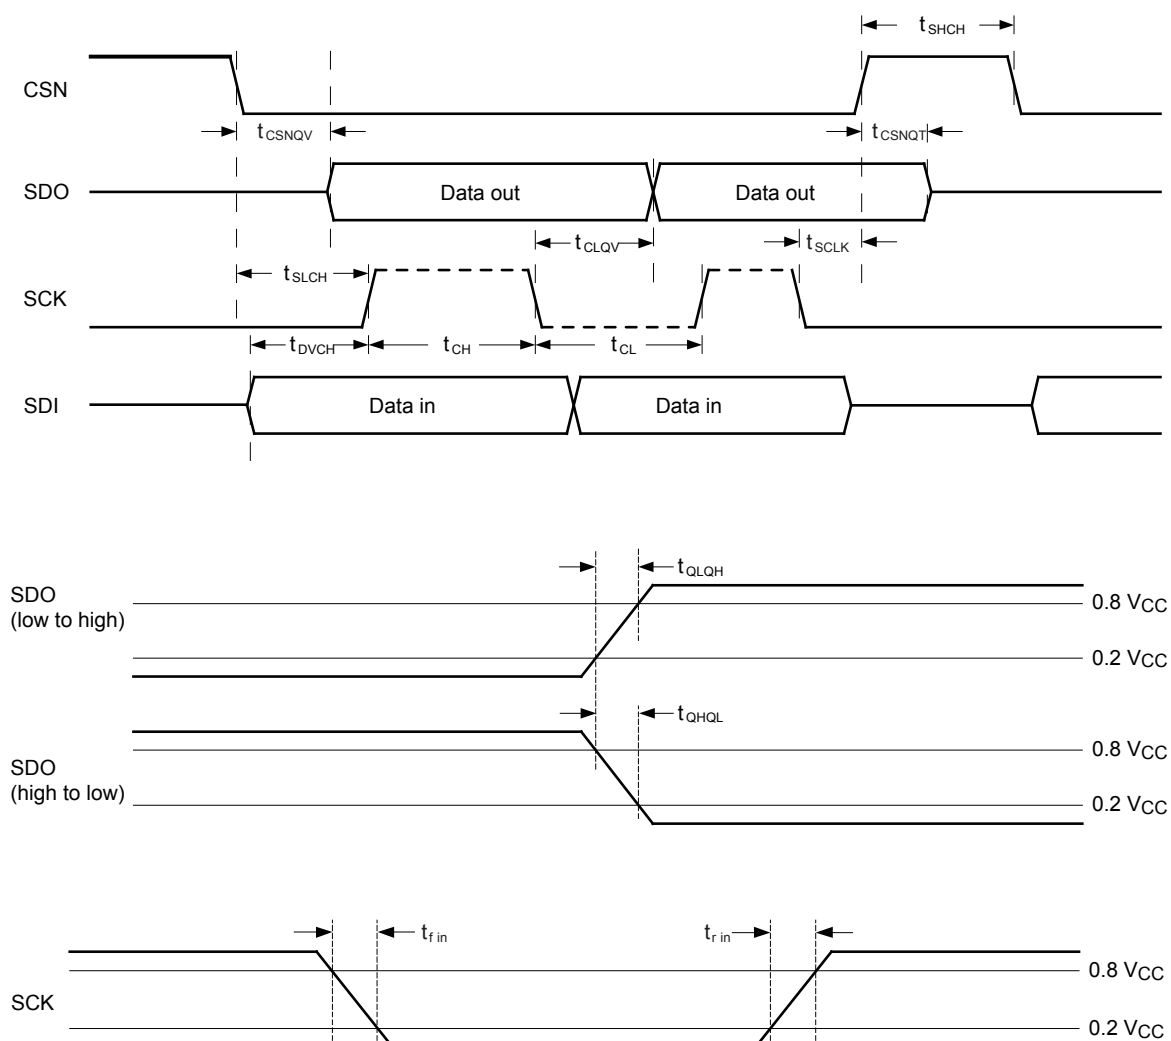 tSHCH
CSN
tCSNQV
tCSNQT
SDO
Data out
Data out
tCLQV
tSCLK
tSLCH
SCK
tDVCH
tCH
tCL
SDI
Data in
Data in
tQLQH
SDO
(low to high)
0.8 VCC
0.2 VCC
tQHQL
SDO
(high to low)
0.8 VCC
0.2 VCC
tf in
tr in
0.8 VCC
SCK
0.2 VCC